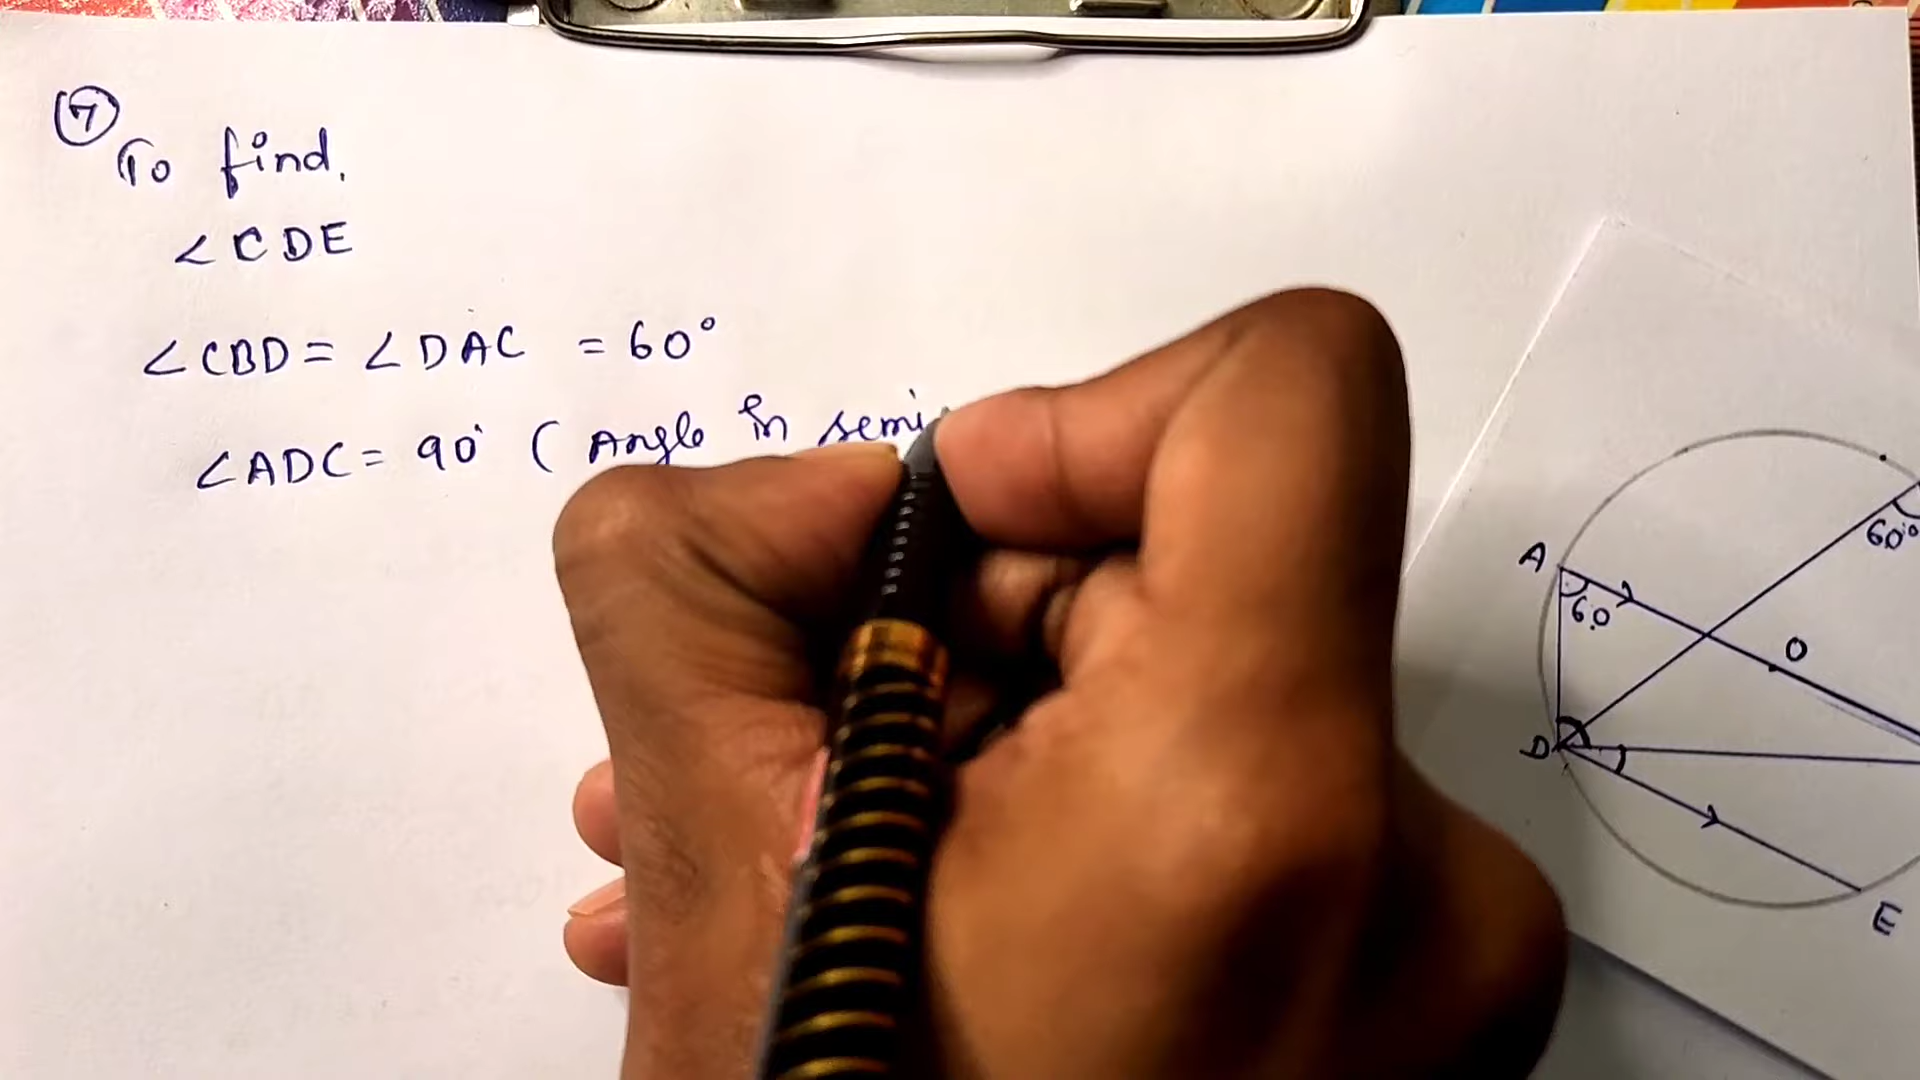 7
To find.
∠CDE
∠CBD = ∠DAC = 60°
∠ADC = 90° ( Angle in semi
60°
A
60
O
D
E